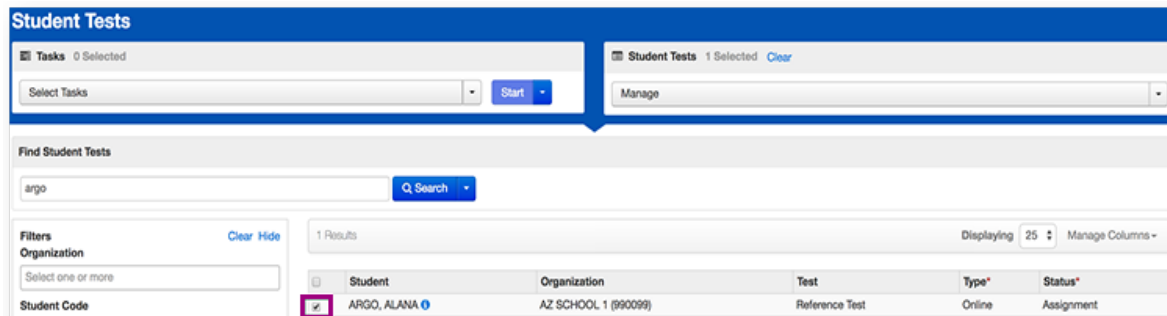 Student Tests
Tasks 0 Selected
Student Tests 1 Selected Clear
Select Tasks
Start
Manage
Find Student Tests
argo
Search
Filters Clear Hide
1 Results
Displaying 25 Manage Columns
Organization
Select one or more
Student Organization Test Type* Status*
Student Code
ARGO, ALANA AZ SCHOOL 1 (990099) Reference Test Online Assignment